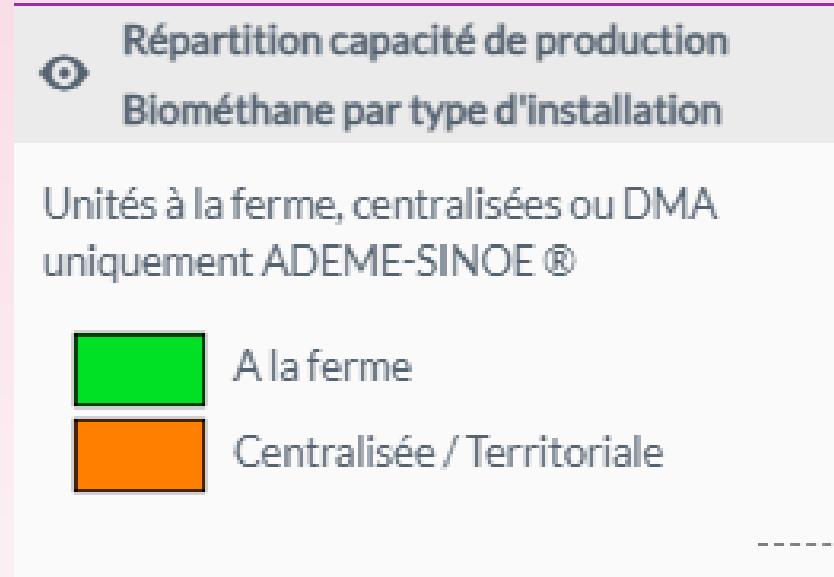 Répartition capacité de production
Biométhane par type d'installation
Unités à la ferme, centralisées ou DMA
uniquement ADEME-SINOE ®
A la ferme
Centralisée / Territoriale